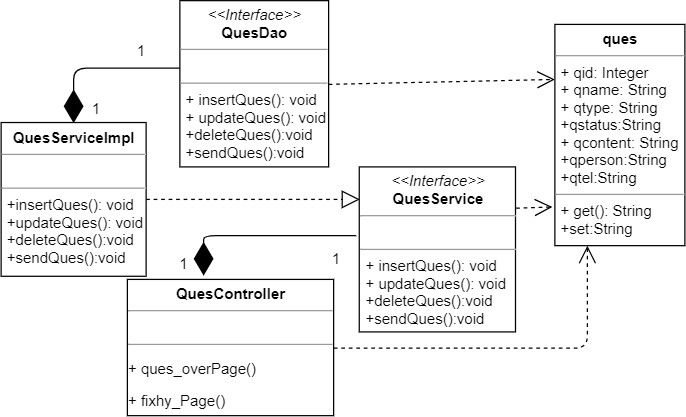 <<Interface>>
QuesDao
+ insertQues(): void
+ updateQues(): void
+deleteQues():void
+sendQues():void
1
1
QuesServiceImpl
+insertQues(): void
+updateQues(): void
+deleteQues():void
+sendQues():void
ques
+ qid: Integer
+ qname: String
+ qtype: String
+qstatus:String
+ qcontent: String
+qperson:String
+qtel:String
+ get(): String
+set:String
<<Interface>>
QuesService
+ insertQues(): void
+ updateQues(): void
+deleteQues():void
+sendQues():void
1
1
QuesController
+ ques_overPage()
+ fixhy_Page()